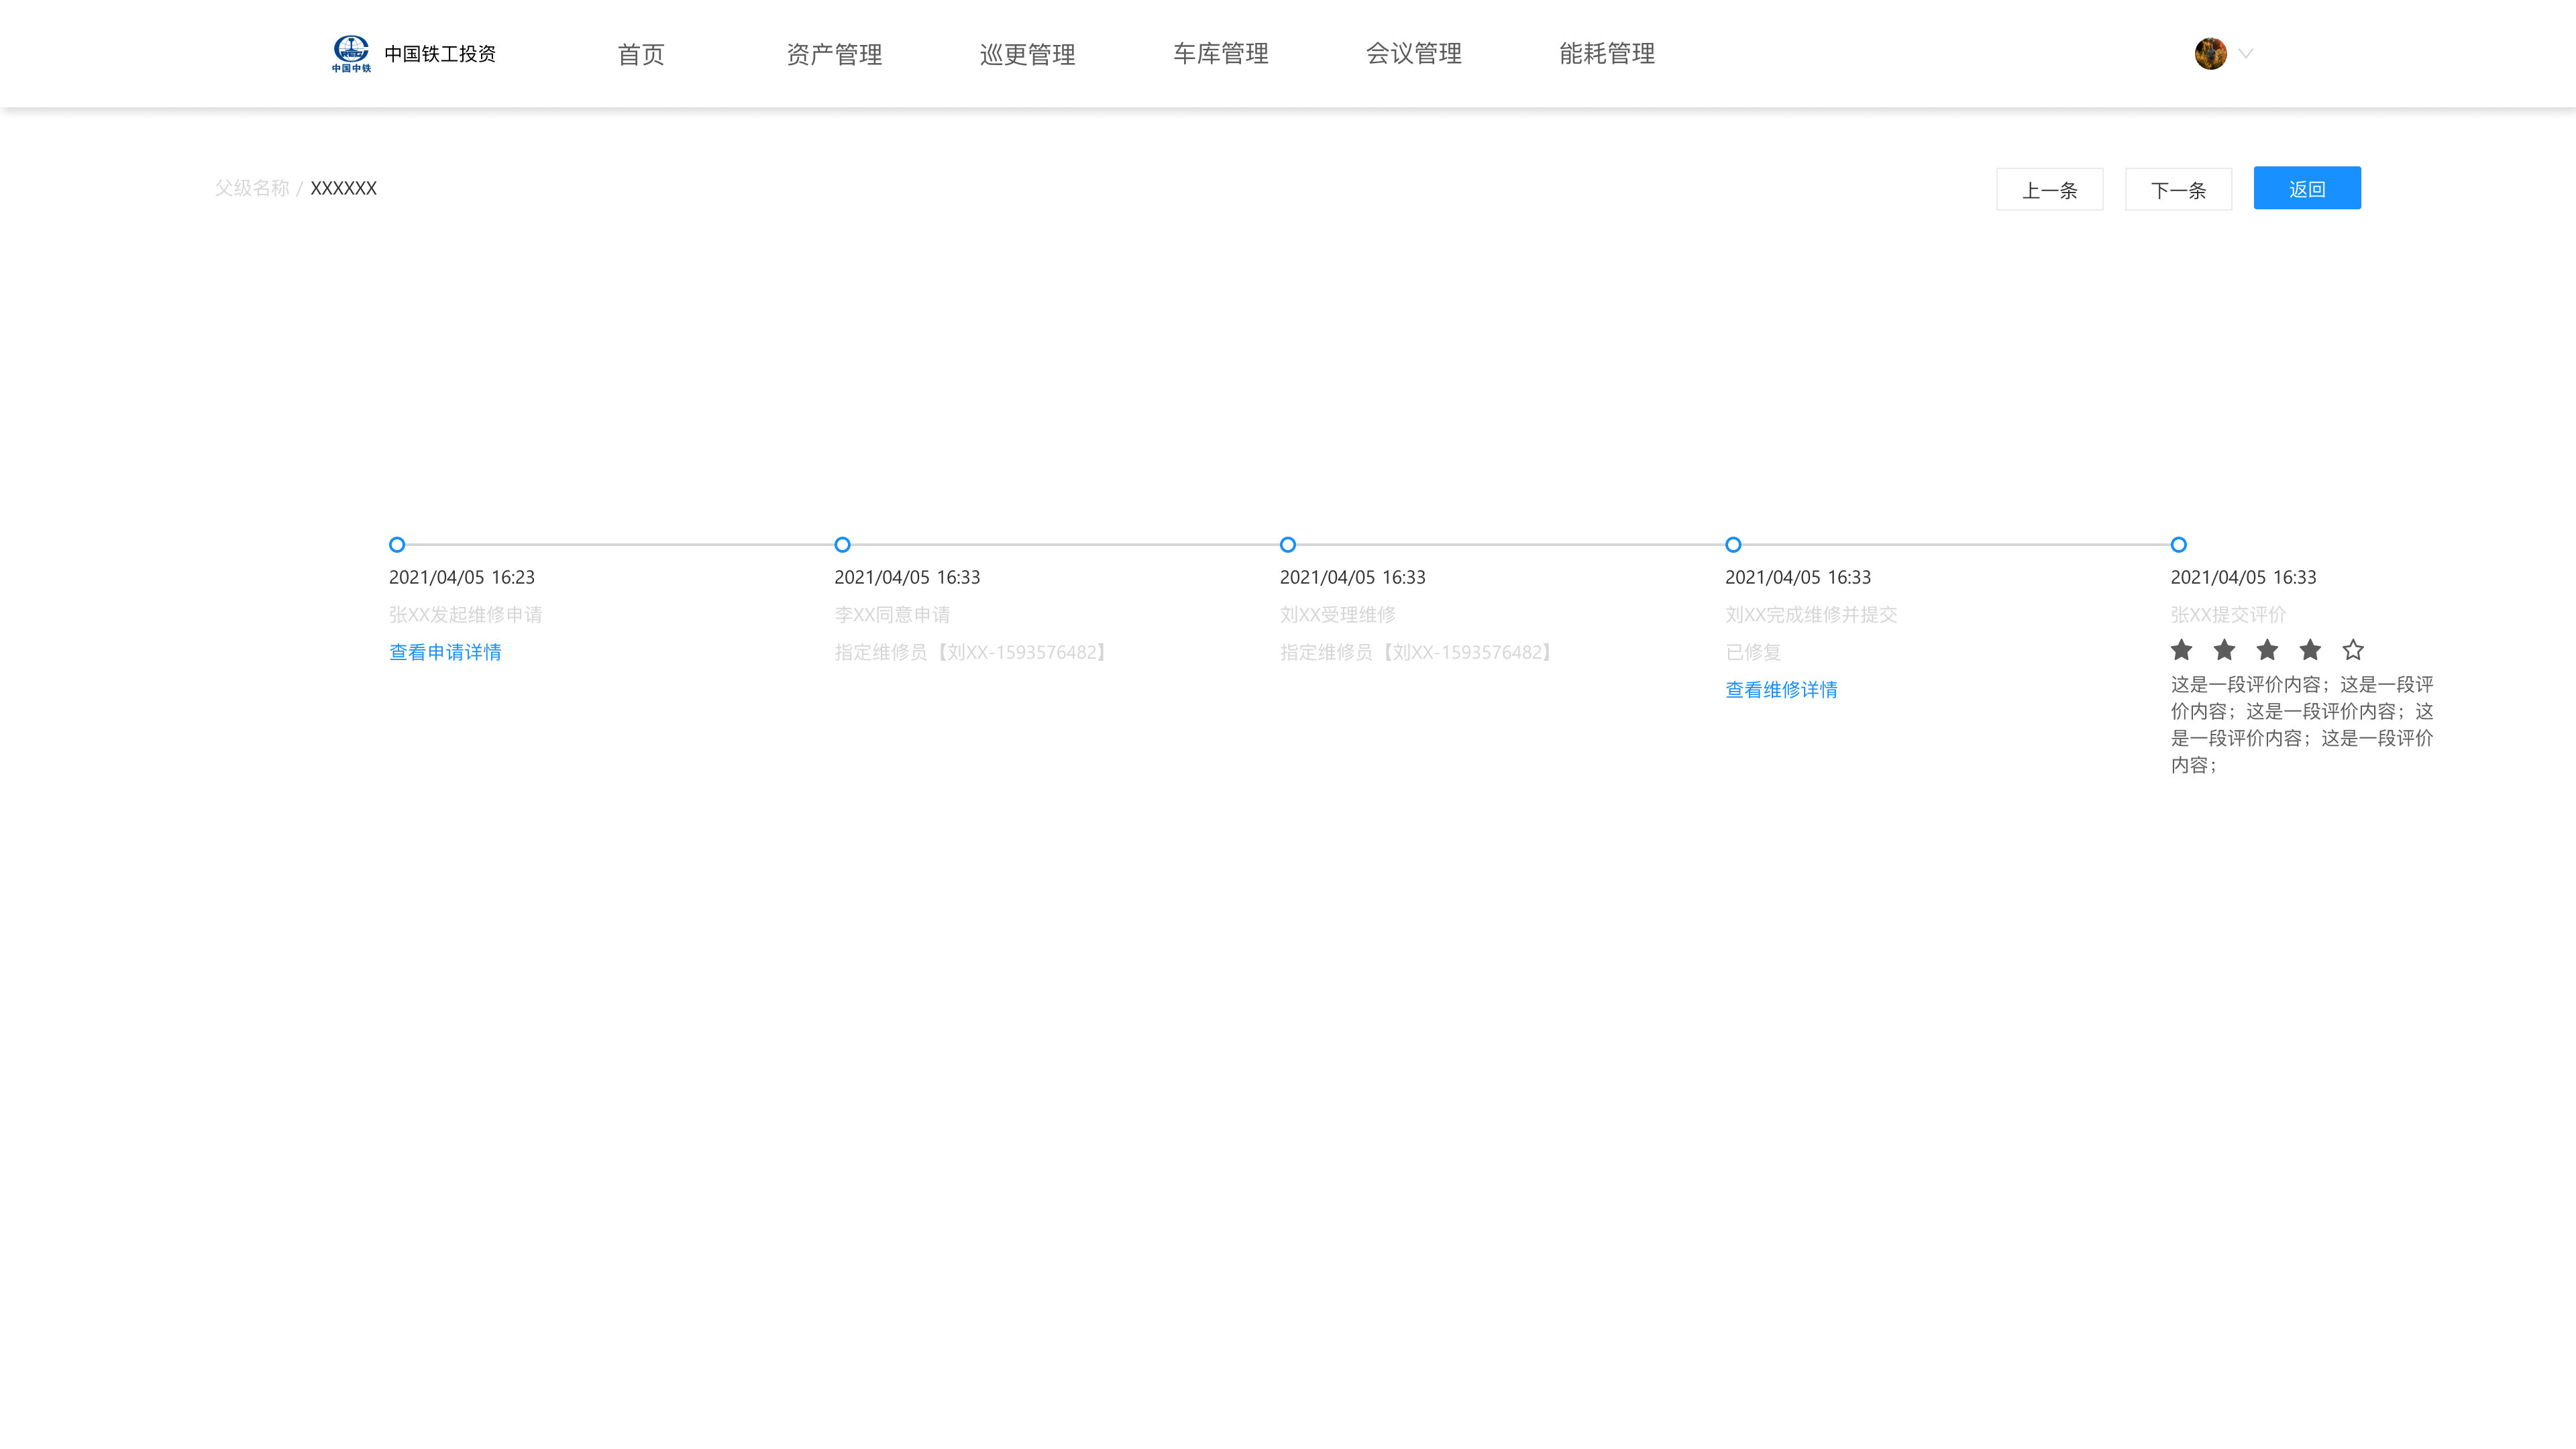 中国中铁
中国铁工投资
首页
资产管理
巡更管理
车库管理
会议管理
能耗管理
父级名称 / XXXXXX
上一条
下一条
返回
2021/04/05 16:23
张XX发起维修申请
查看申请详情
2021/04/05 16:33
李XX同意申请
指定维修员【刘XX-1593576482】
2021/04/05 16:33
刘XX受理维修
指定维修员【刘XX-1593576482】
2021/04/05 16:33
刘XX完成维修并提交
已修复
查看维修详情
2021/04/05 16:33
张XX提交评价
这是一段评价内容；这是一段评
价内容；这是一段评价内容；这
是一段评价内容；这是一段评价
内容；